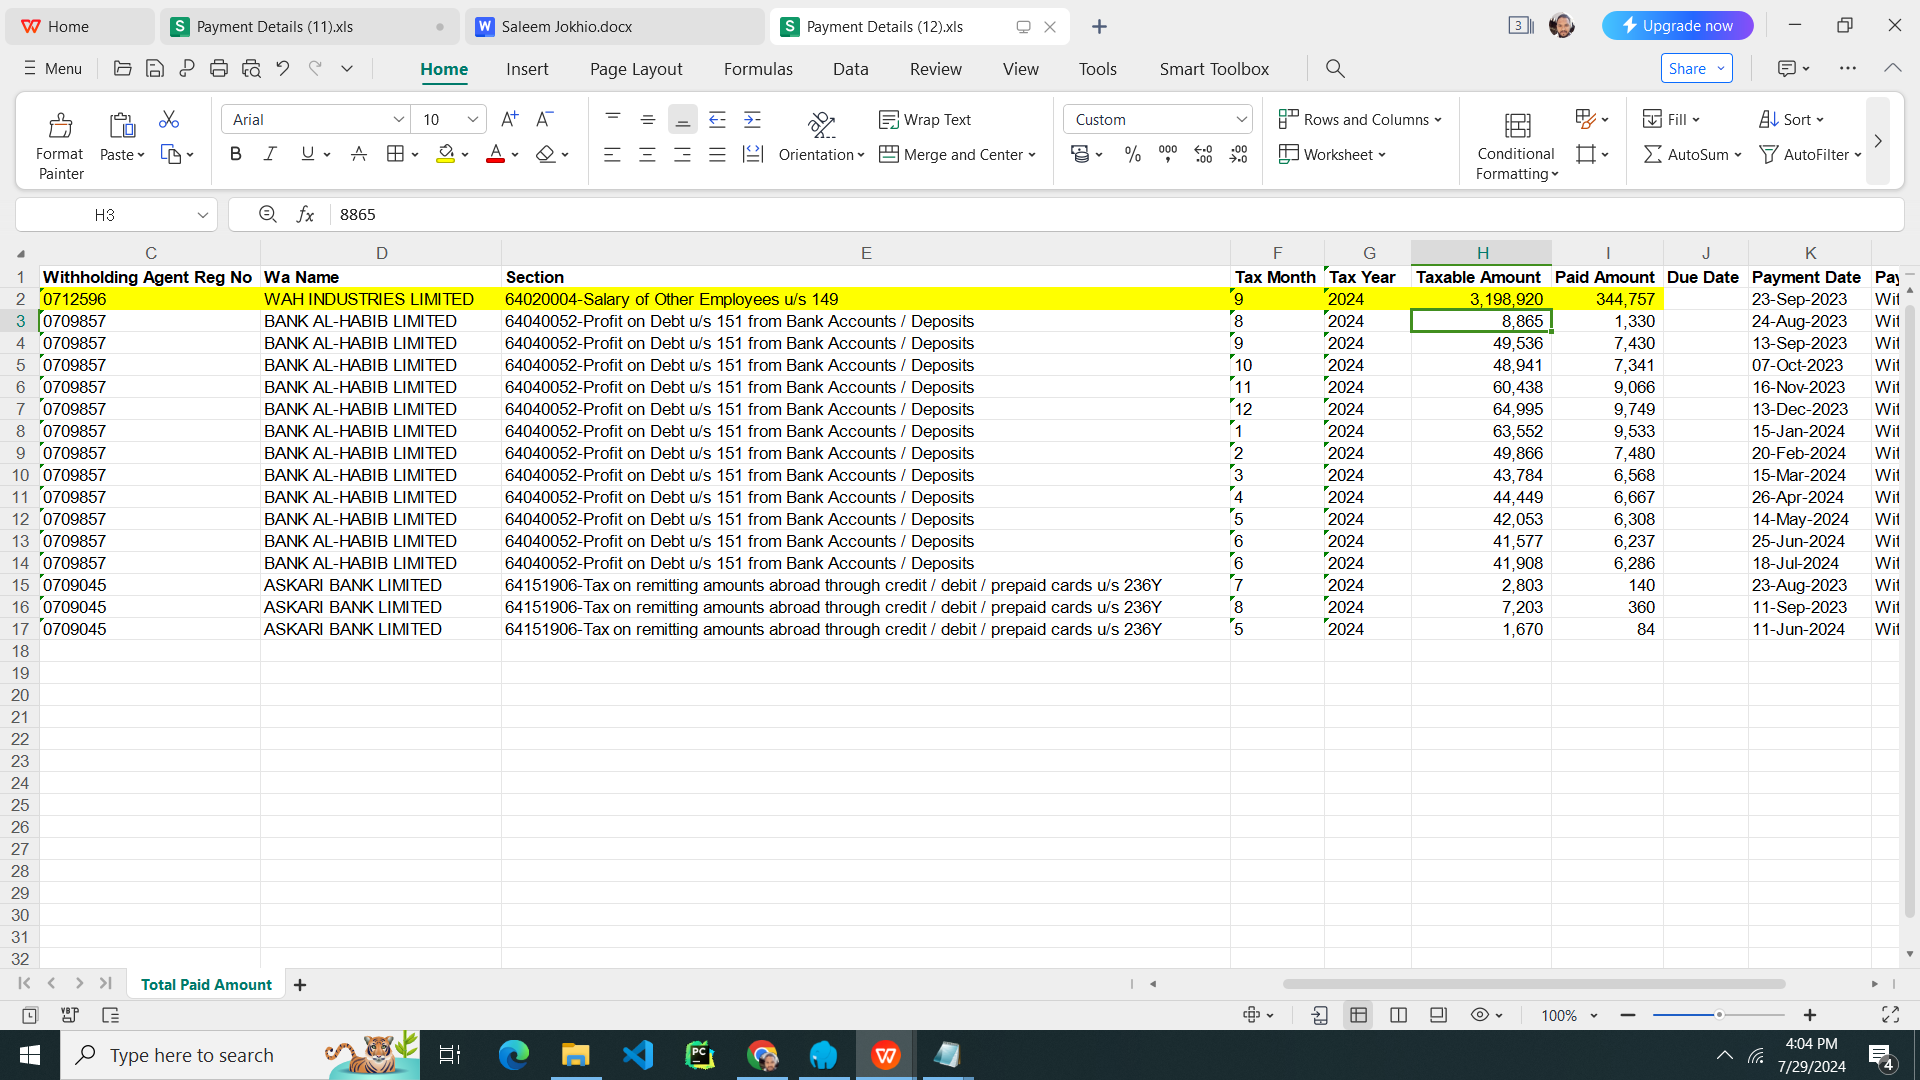 Home
Payment Details (11).xls
Saleem Jokhio.docx
Payment Details (12).xls
3
Upgrade now
Menu
Home Insert Page Layout Formulas Data Review View Tools Smart Toolbox
Share
Format Painter
Paste
Arial 10
Orientation
Wrap Text
Merge and Center
Custom
Rows and Columns
Worksheet
Conditional Formatting
Fill
AutoSum
Sort
AutoFilter
H3
fx 8865
C D E F G H I J K
1 Withholding Agent Reg No Wa Name Section Tax Month Tax Year Taxable Amount Paid Amount Due Date Payment Date Pay
2 0712596 WAH INDUSTRIES LIMITED 64020004-Salary of Other Employees u/s 149 9 2024 3,198,920 344,757 23-Sep-2023 Wit
3 0709857 BANK AL-HABIB LIMITED 64040052-Profit on Debt u/s 151 from Bank Accounts / Deposits 8 2024 8,865 1,330 24-Aug-2023 Wit
4 0709857 BANK AL-HABIB LIMITED 64040052-Profit on Debt u/s 151 from Bank Accounts / Deposits 9 2024 49,536 7,430 13-Sep-2023 Wit
5 0709857 BANK AL-HABIB LIMITED 64040052-Profit on Debt u/s 151 from Bank Accounts / Deposits 10 2024 48,941 7,341 07-Oct-2023 Wit
6 0709857 BANK AL-HABIB LIMITED 64040052-Profit on Debt u/s 151 from Bank Accounts / Deposits 11 2024 60,438 9,066 16-Nov-2023 Wit
7 0709857 BANK AL-HABIB LIMITED 64040052-Profit on Debt u/s 151 from Bank Accounts / Deposits 12 2024 64,995 9,749 13-Dec-2023 Wit
8 0709857 BANK AL-HABIB LIMITED 64040052-Profit on Debt u/s 151 from Bank Accounts / Deposits 1 2024 63,552 9,533 15-Jan-2024 Wit
9 0709857 BANK AL-HABIB LIMITED 64040052-Profit on Debt u/s 151 from Bank Accounts / Deposits 2 2024 49,866 7,480 20-Feb-2024 Wit
10 0709857 BANK AL-HABIB LIMITED 64040052-Profit on Debt u/s 151 from Bank Accounts / Deposits 3 2024 43,784 6,568 15-Mar-2024 Wit
11 0709857 BANK AL-HABIB LIMITED 64040052-Profit on Debt u/s 151 from Bank Accounts / Deposits 4 2024 44,449 6,667 26-Apr-2024 Wit
12 0709857 BANK AL-HABIB LIMITED 64040052-Profit on Debt u/s 151 from Bank Accounts / Deposits 5 2024 42,053 6,308 14-May-2024 Wit
13 0709857 BANK AL-HABIB LIMITED 64040052-Profit on Debt u/s 151 from Bank Accounts / Deposits 6 2024 41,577 6,237 25-Jun-2024 Wit
14 0709857 BANK AL-HABIB LIMITED 64040052-Profit on Debt u/s 151 from Bank Accounts / Deposits 6 2024 41,908 6,286 18-Jul-2024 Wit
15 0709045 ASKARI BANK LIMITED 64151906-Tax on remitting amounts abroad through credit / debit / prepaid cards u/s 236Y 7 2024 2,803 140 23-Aug-2023 Wit
16 0709045 ASKARI BANK LIMITED 64151906-Tax on remitting amounts abroad through credit / debit / prepaid cards u/s 236Y 8 2024 7,203 360 11-Sep-2023 Wit
17 0709045 ASKARI BANK LIMITED 64151906-Tax on remitting amounts abroad through credit / debit / prepaid cards u/s 236Y 5 2024 1,670 84 11-Jun-2024 Wit
18
19
20
21
22
23
24
25
26
27
28
29
30
31
32
Total Paid Amount
100%
Type here to search
4:04 PM
7/29/2024
4